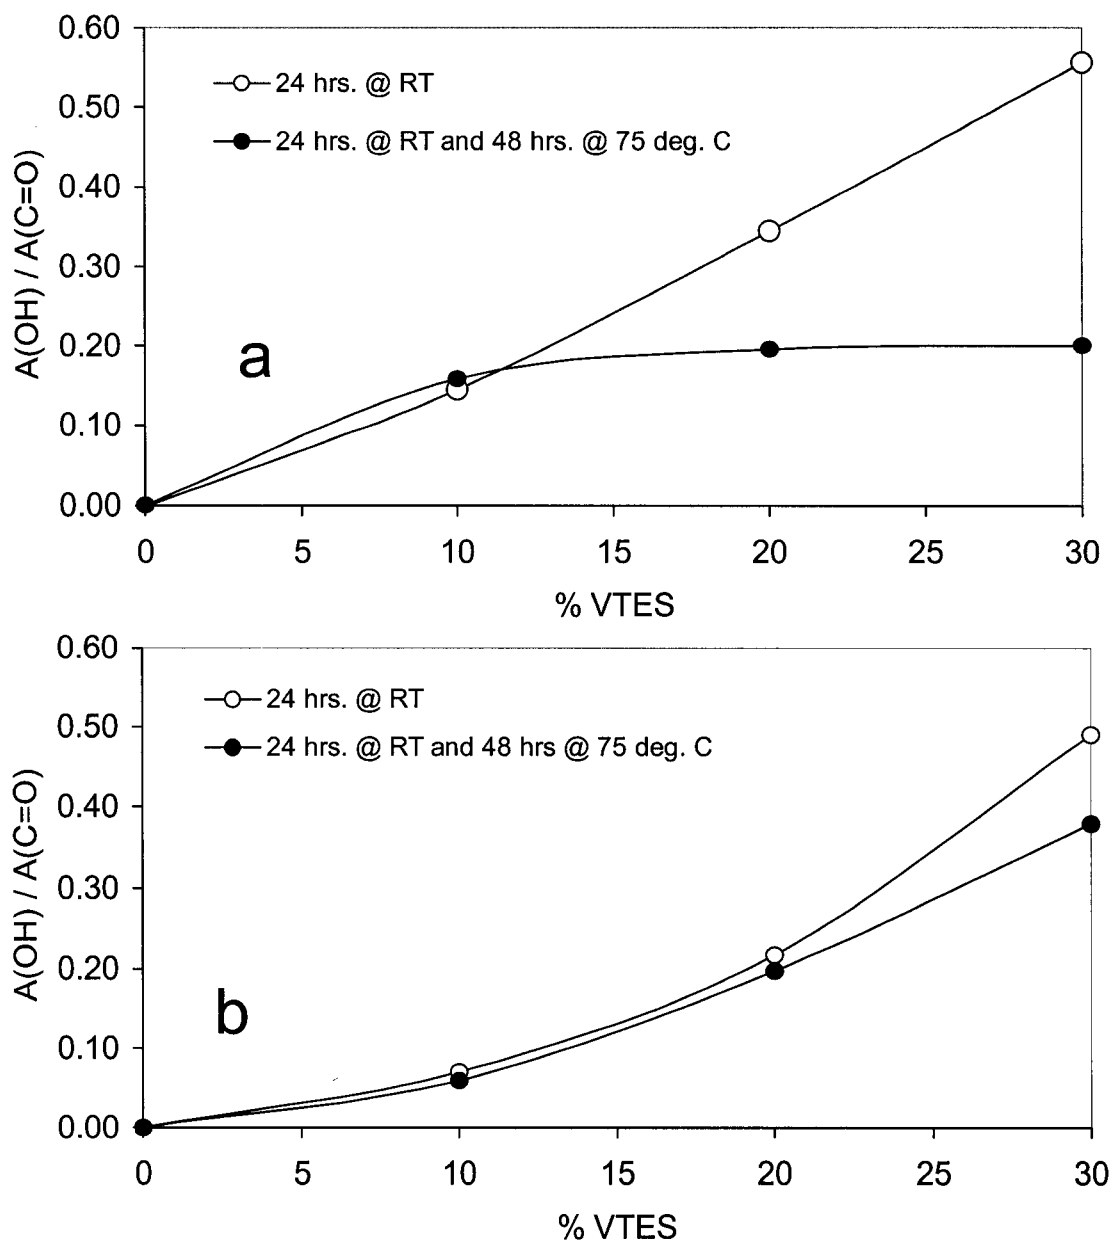 0.60
0.50
0.40
0.30
0.20
0.10
0.00
A(OH) / A(C=O)
24 hrs. @ RT
24 hrs. @ RT and 48 hrs. @ 75 deg. C
a
0 5 10 15 20 25 30
% VTES
0.60
0.50
0.40
0.30
0.20
0.10
0.00
A(OH) / A(C=O)
24 hrs. @ RT
24 hrs. @ RT and 48 hrs @ 75 deg. C
b
0 5 10 15 20 25 30
% VTES